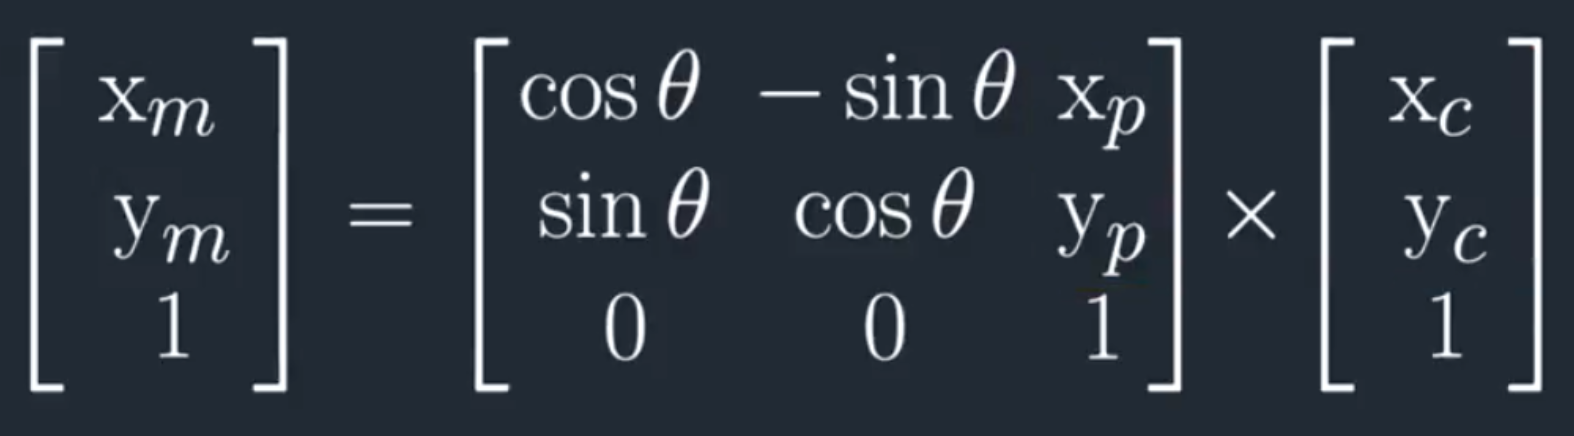 [ x_m ] = [ cos θ − sin θ x_p ] × [ x_c ]
[ y_m ] [ sin θ cos θ y_p ] [ y_c ]
[ 1 ] [ 0 0 1 ] [ 1 ]